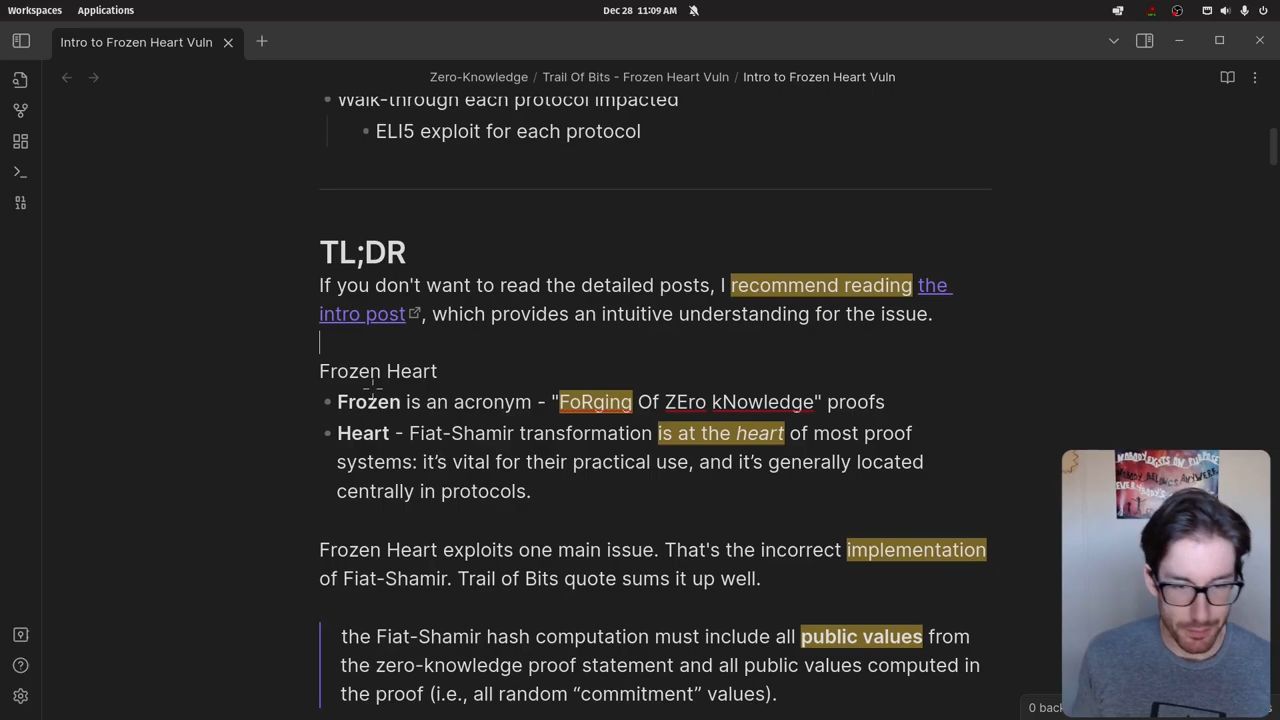 Workspaces Applications Dec 28 11:09 AM
Intro to Frozen Heart Vuln
Zero-Knowledge / Trail Of Bits - Frozen Heart Vuln / Intro to Frozen Heart Vuln
Walk-through each protocol impacted
ELI5 exploit for each protocol
TL;DR
If you don't want to read the detailed posts, I recommend reading the
intro post, which provides an intuitive understanding for the issue.
Frozen Heart
Frozen is an acronym - "FoRging Of ZEro kNowledge" proofs
Heart - Fiat-Shamir transformation is at the heart of most proof
systems: it’s vital for their practical use, and it’s generally located
centrally in protocols.
Frozen Heart exploits one main issue. That's the incorrect implementation
of Fiat-Shamir. Trail of Bits quote sums it up well.
the Fiat-Shamir hash computation must include all public values from
the zero-knowledge proof statement and all public values computed in
the proof (i.e., all random “commitment” values).
0 back